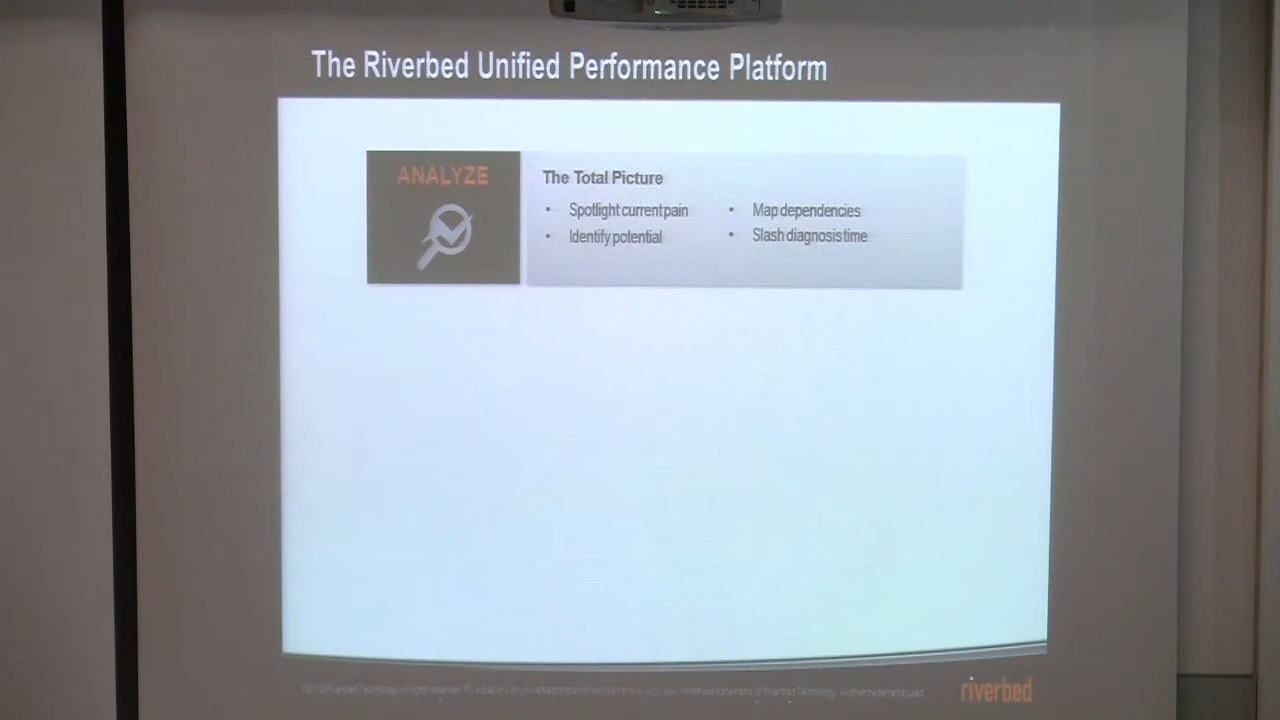 The Riverbed Unified Performance Platform
ANALYZE
The Total Picture
• Spotlight current pain
• Identify potential
• Map dependencies
• Slash diagnosis time
riverbed